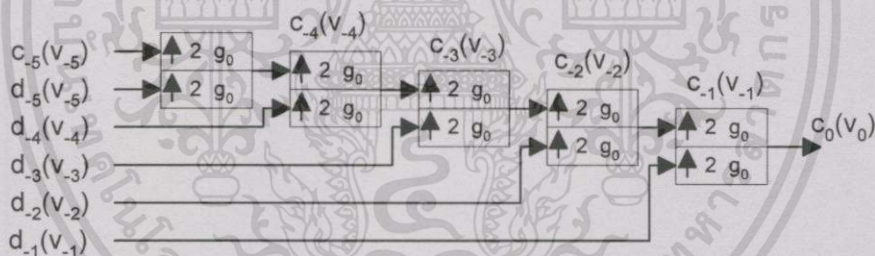 c₋₅(v₋₅)
d₋₅(v₋₅)
d₋₄(v₋₄)
d₋₃(v₋₃)
d₋₂(v₋₂)
d₋₁(v₋₁)
2 g₀
2 g₀
c₋₄(v₋₄)
2 g₀
2 g₀
c₋₃(v₋₃)
2 g₀
2 g₀
c₋₂(v₋₂)
2 g₀
2 g₀
c₋₁(v₋₁)
2 g₀
2 g₀
c₀(v₀)